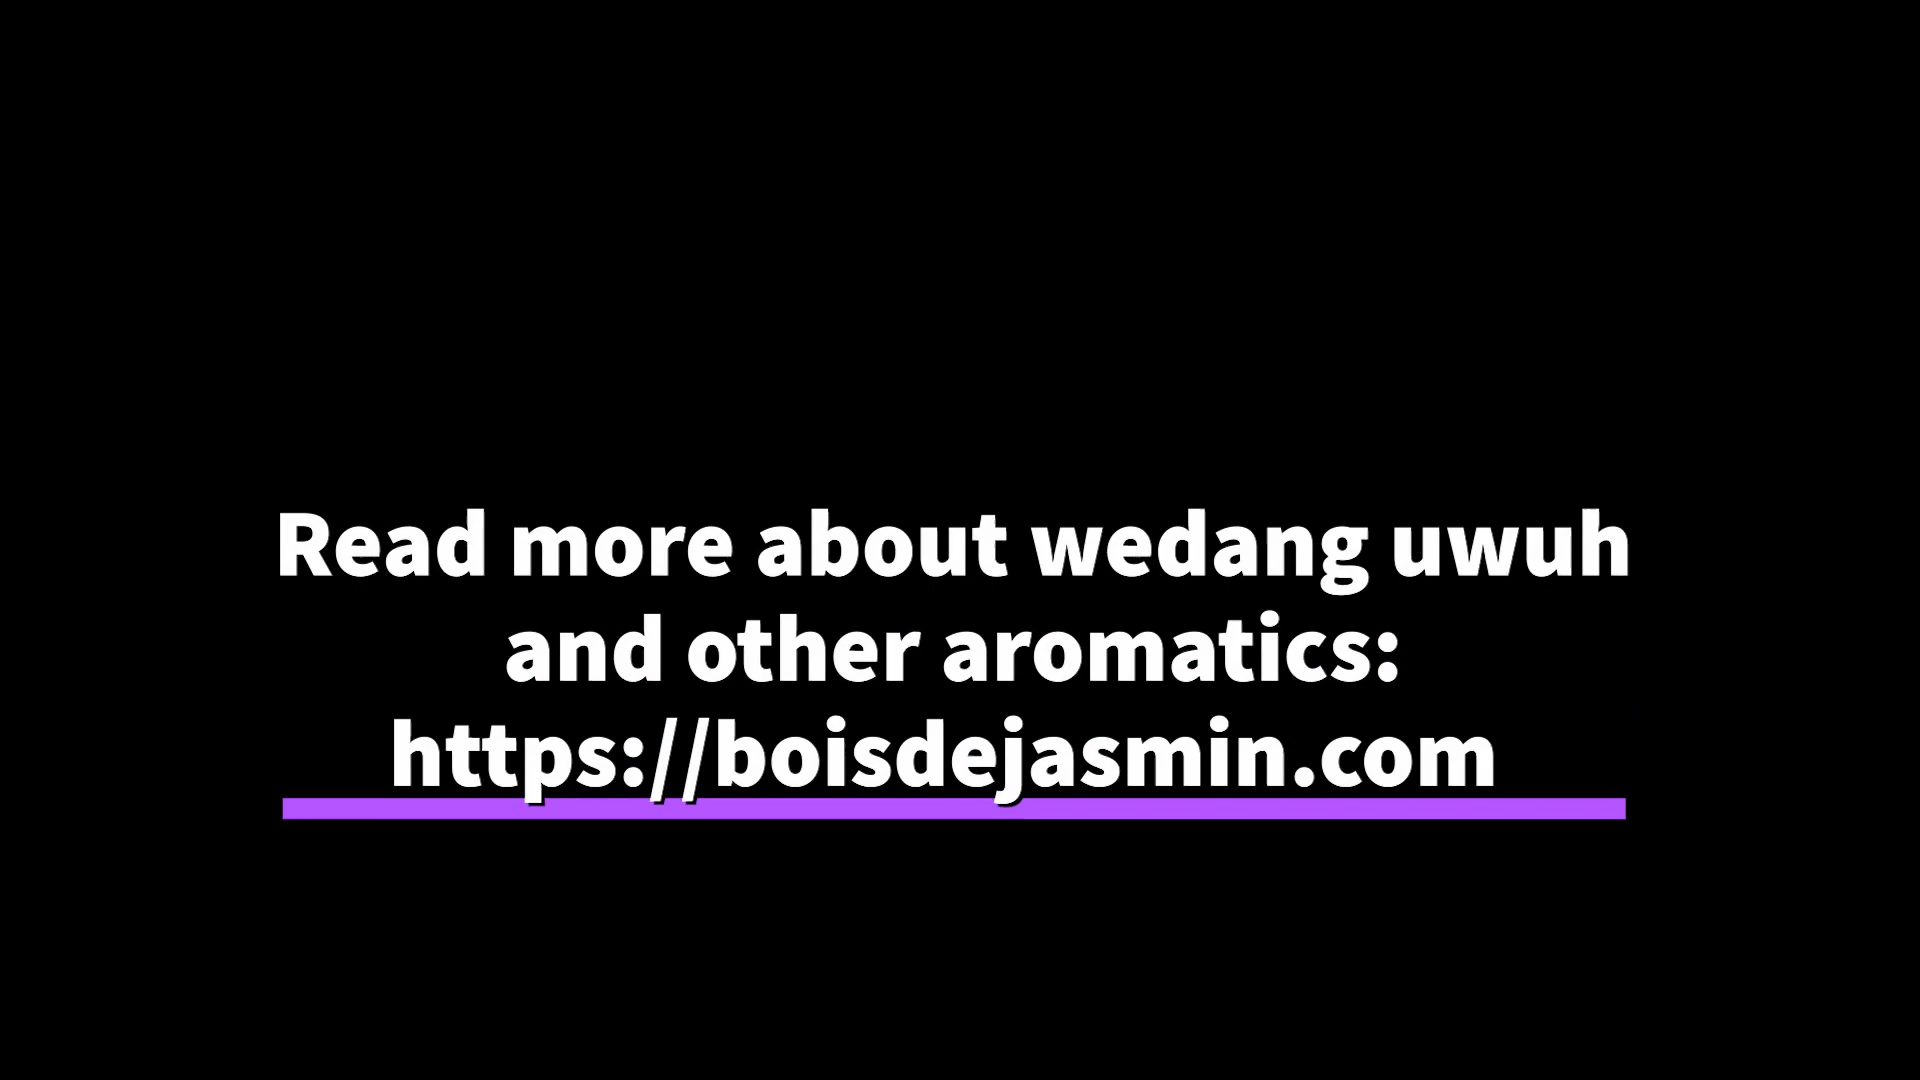 Read more about wedang uwuh
and other aromatics:
https://boisdejasmin.com